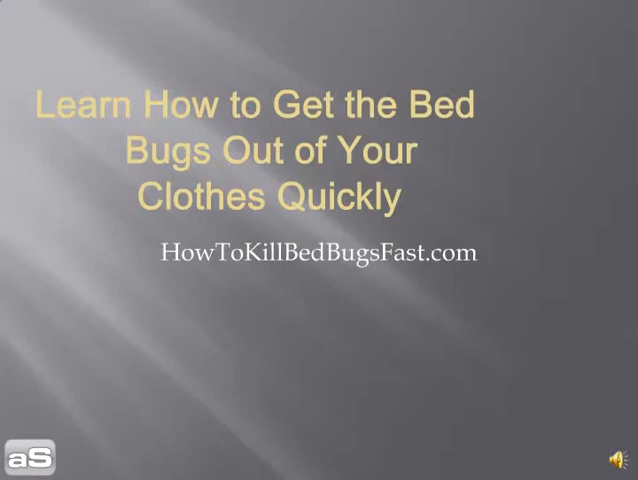 Learn How to Get the Bed
Bugs Out of Your
Clothes Quickly
HowToKillBedBugsFast.com
aS